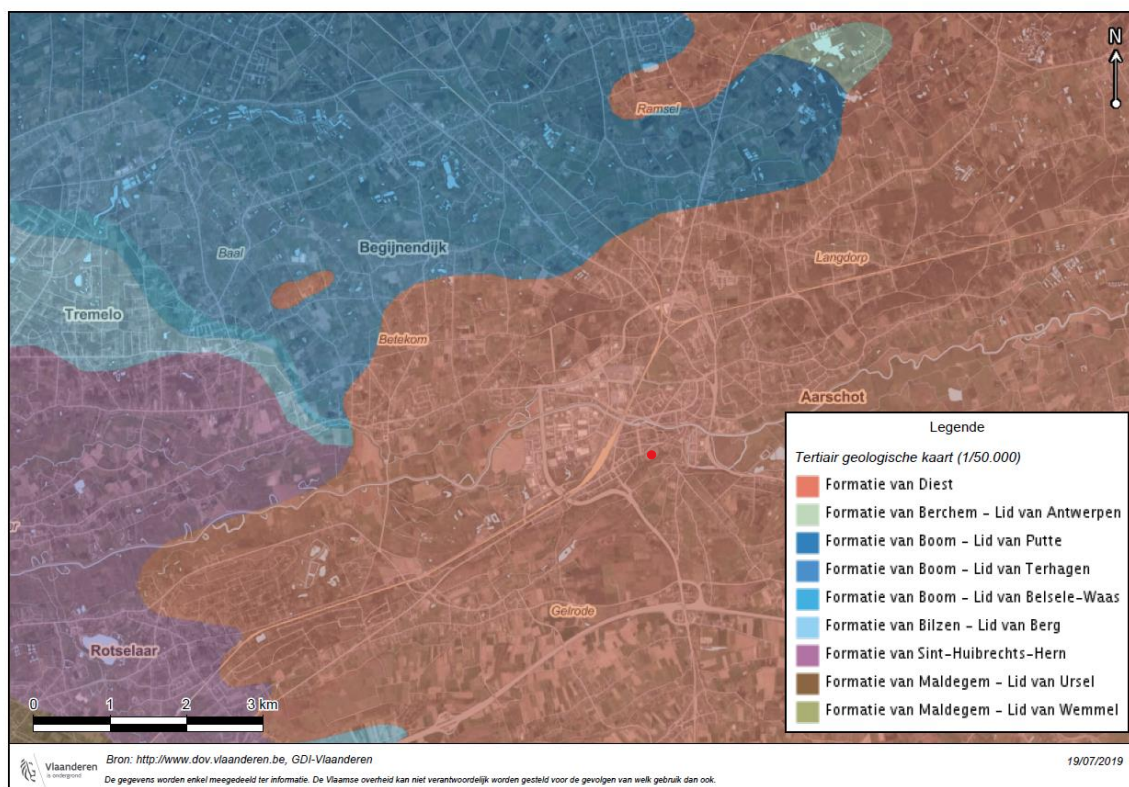 N
Ramsel
Baal
Begijnendijk
Langdorp
Tremelo
Betekom
Aarschot
Legende
Tertiair geologische kaart (1/50.000)
Formatie van Diest
Formatie van Berchem - Lid van Antwerpen
Formatie van Boom - Lid van Putte
Formatie van Boom - Lid van Terhagen
Formatie van Boom - Lid van Belsele-Waas
Formatie van Bilzen - Lid van Berg
Formatie van Sint-Huibrechts-Hern
Formatie van Maldegem - Lid van Ursel
Formatie van Maldegem - Lid van Wemmel
Gelrode
Rotselaar
0 1 2 3 km
Vlaanderen
is ondergrond
Bron: http://www.dov.vlaanderen.be, GDI-Vlaanderen
19/07/2019
De gegevens worden enkel meegedeeld ter informatie. De Vlaamse overheid kan niet verantwoordelijk worden gesteld voor de gevolgen van welk gebruik dan ook.